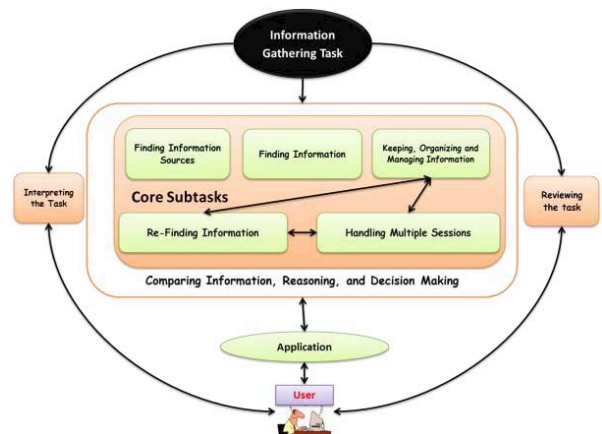 Information
Gathering Task
Finding Information
Sources
Finding Information
Keeping, Organizing and
Managing Information
Interpreting
the Task
Core Subtasks
Reviewing
the task
Re-Finding Information
Handling Multiple Sessions
Comparing Information, Reasoning, and Decision Making
Application
User